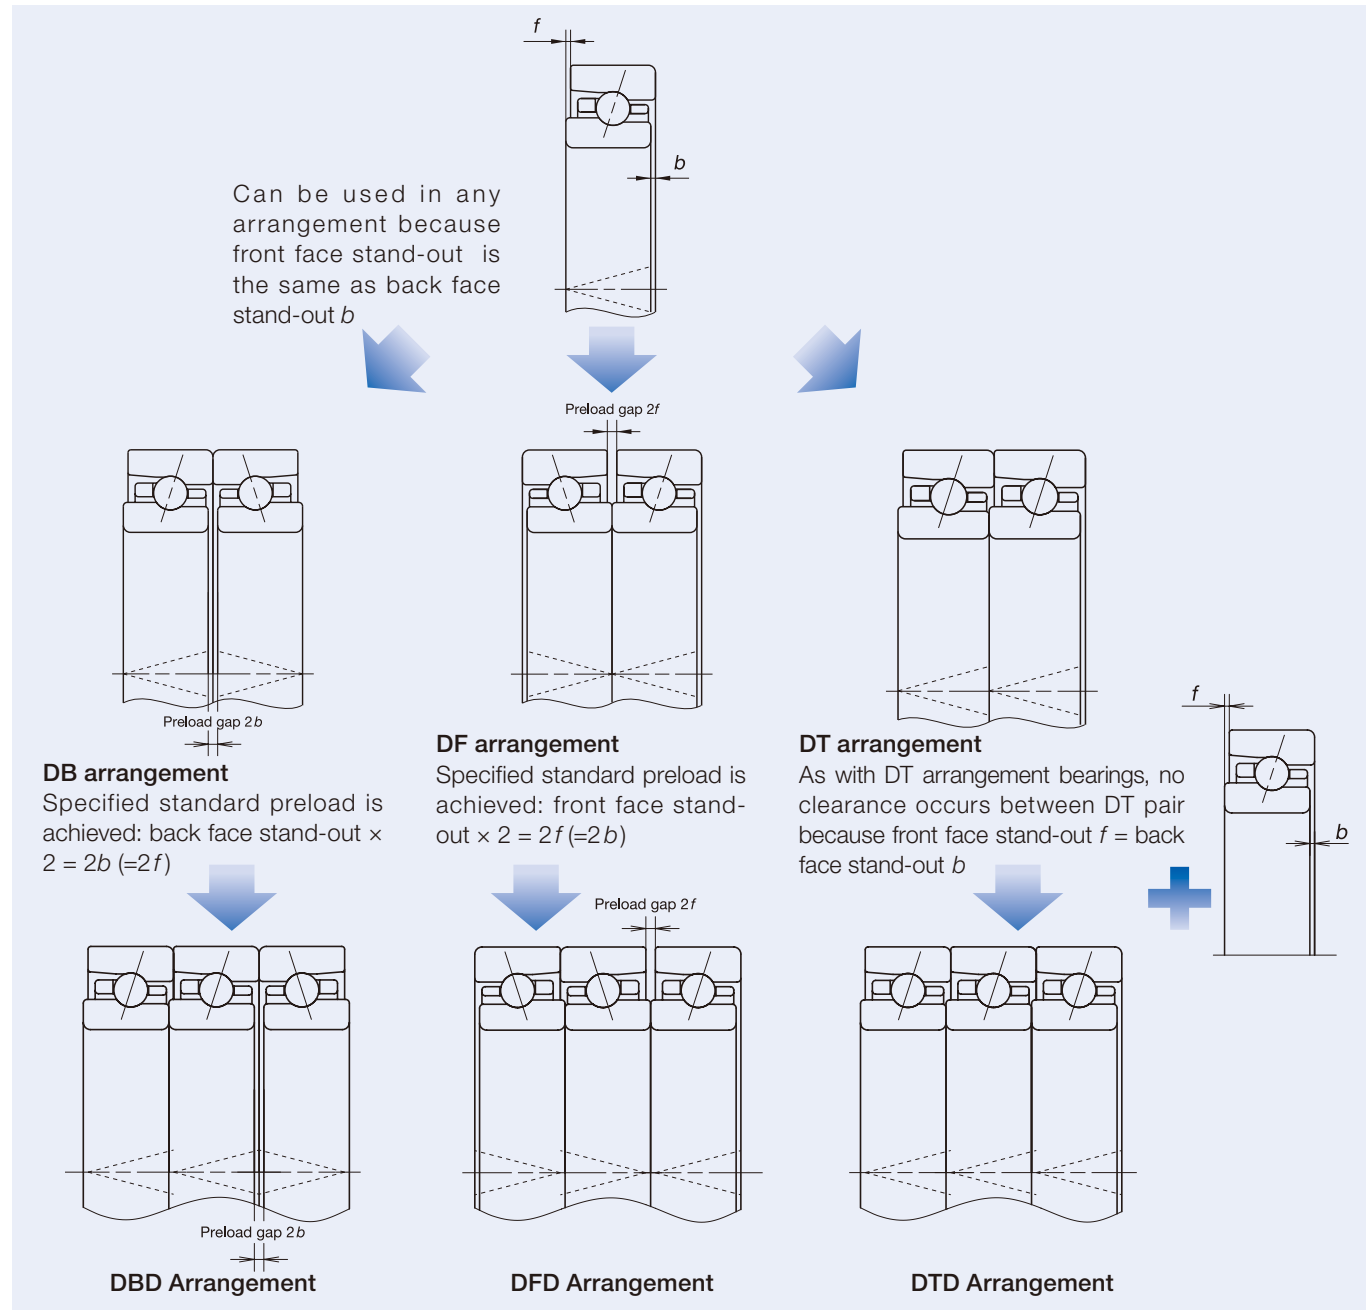 f
b
Can be used in any
arrangement because
front face stand-out is
the same as back face
stand-out b
Preload gap 2f
Preload gap 2b
DB arrangement
Specified standard preload is
achieved: back face stand-out ×
2 = 2b (=2f)
DF arrangement
Specified standard preload is
achieved: front face stand-
out × 2 = 2f (=2b)
DT arrangement
As with DT arrangement bearings, no
clearance occurs between DT pair
because front face stand-out f = back
face stand-out b
f
b
Preload gap 2f
Preload gap 2b
DBD Arrangement
DFD Arrangement
DTD Arrangement